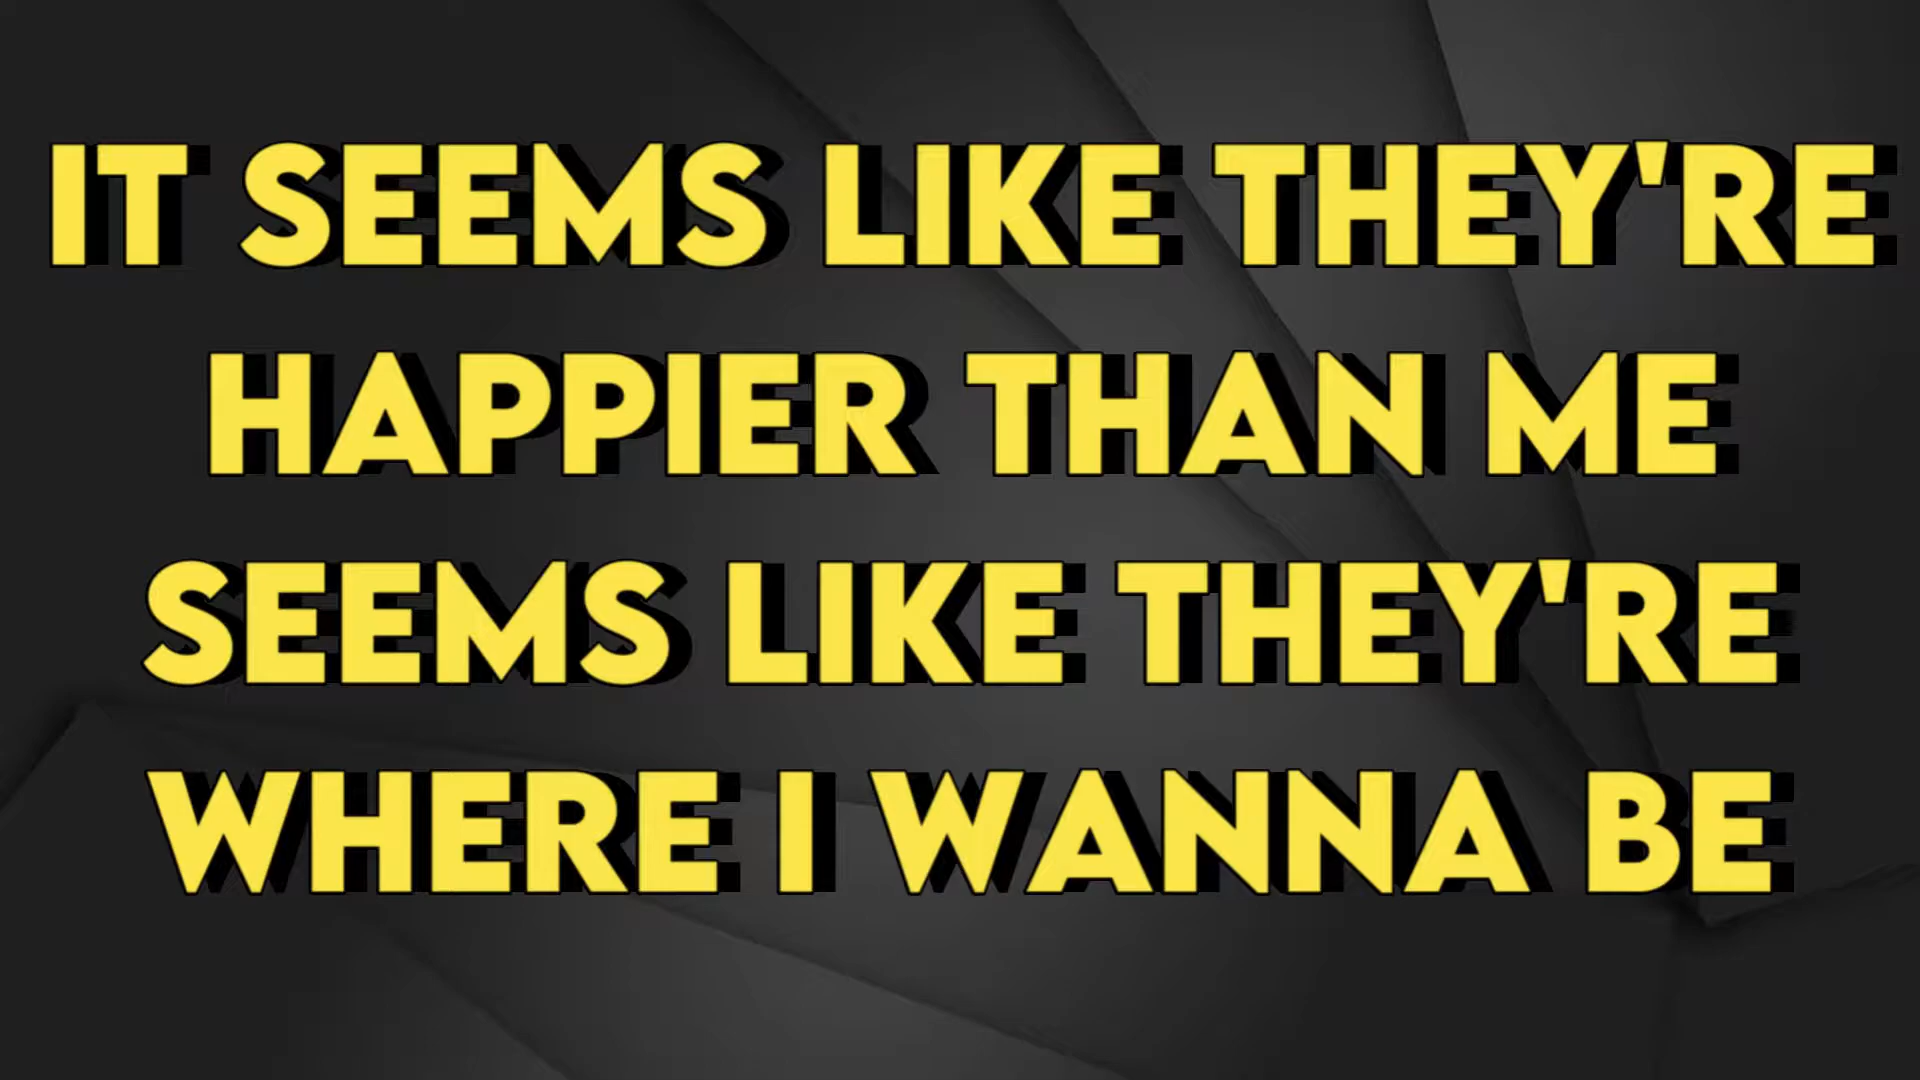 IT SEEMS LIKE THEY'RE
HAPPIER THAN ME
SEEMS LIKE THEY'RE
WHERE I WANNA BE